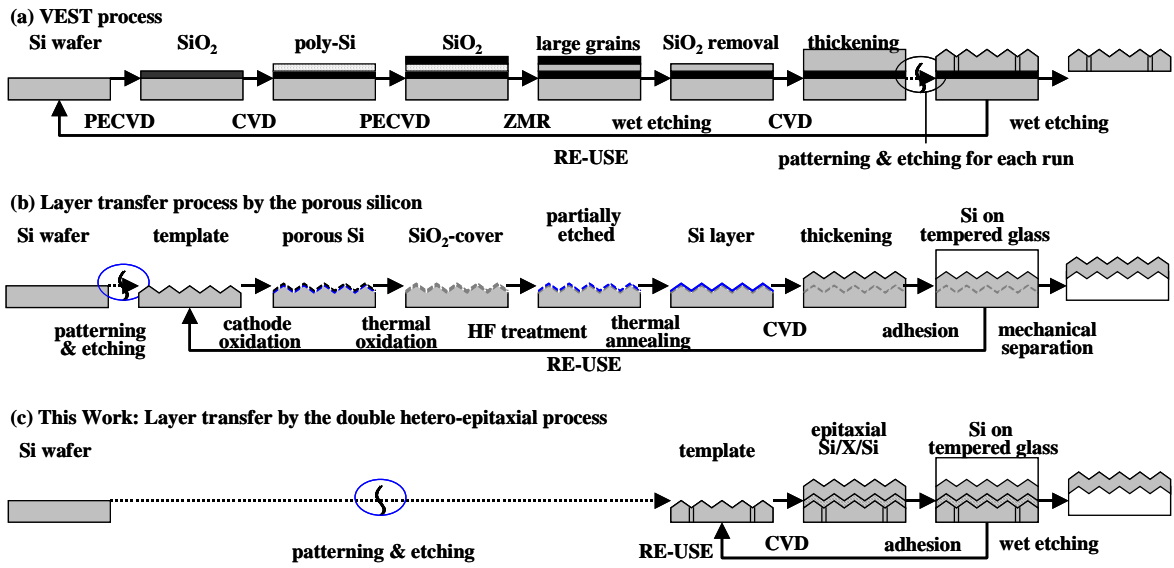 (a) VEST process
Si wafer SiO₂ poly-Si SiO₂ large grains SiO₂ removal thickening
PECVD CVD PECVD ZMR wet etching CVD wet etching
RE-USE patterning & etching for each run
(b) Layer transfer process by the porous silicon
Si wafer template porous Si SiO₂-cover partially
etched Si layer thickening Si on
tempered glass
patterning
& etching cathode
oxidation thermal
oxidation HF treatment thermal
annealing CVD adhesion mechanical
separation
RE-USE
(c) This Work: Layer transfer by the double hetero-epitaxial process
Si wafer template epitaxial
Si/X/Si Si on
tempered glass
patterning & etching RE-USE CVD adhesion wet etching